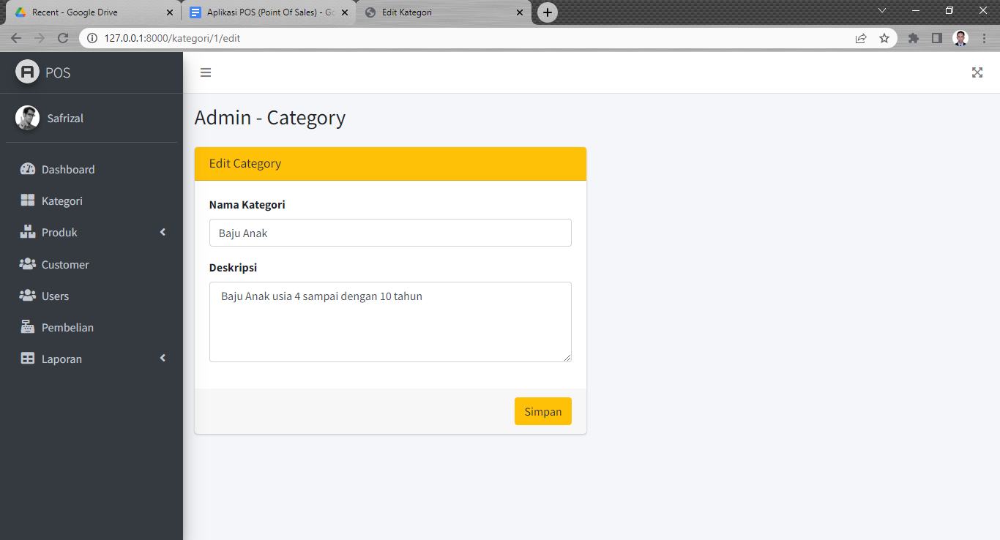 Recent - Google Drive
Aplikasi POS (Point Of Sales) - Go
Edit Kategori
127.0.0.1:8000/kategori/1/edit
POS
Safrizal
Dashboard
Kategori
Produk
Customer
Users
Pembelian
Laporan
Admin - Category
Edit Category
Nama Kategori
Baju Anak
Deskripsi
Baju Anak usia 4 sampai dengan 10 tahun
Simpan